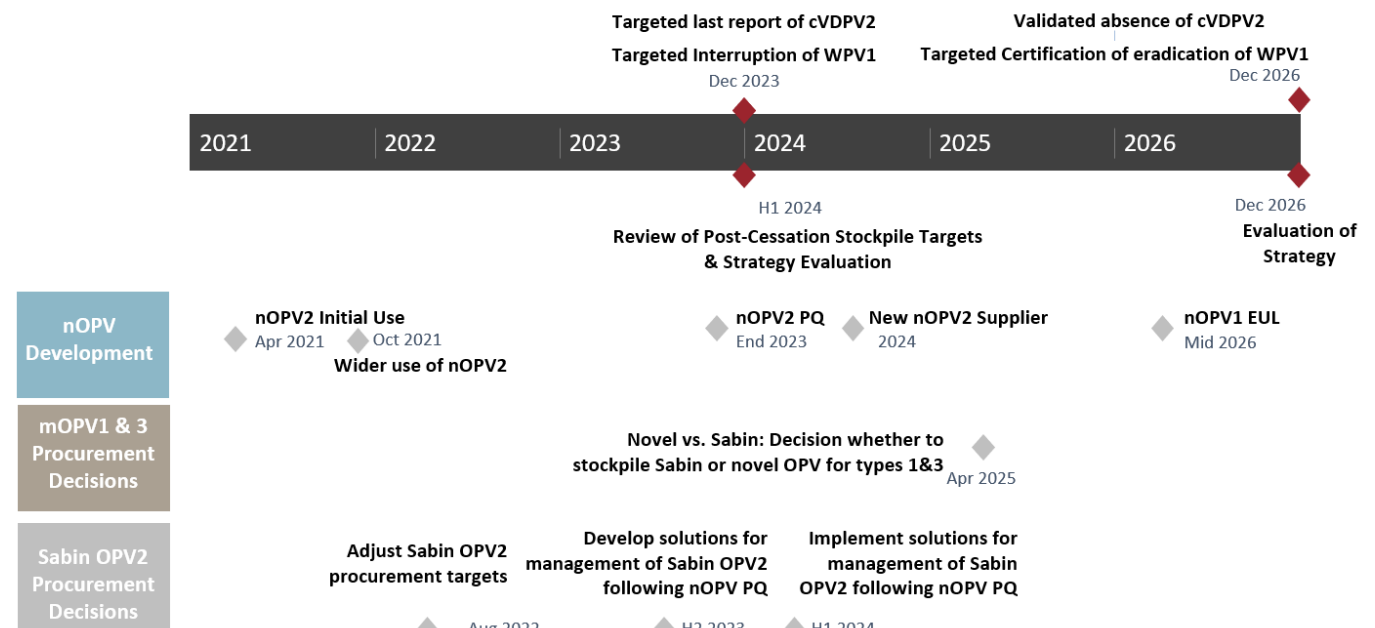 Targeted last report of cVDPV2
Targeted Interruption of WPV1
Dec 2023
Validated absence of cVDPV2
Targeted Certification of eradication of WPV1
Dec 2026
2021
2022
2023
2024
2025
2026
H1 2024
Review of Post-Cessation Stockpile Targets
& Strategy Evaluation
Dec 2026
Evaluation of
Strategy
nOPV
Development
nOPV2 Initial Use
Apr 2021
Oct 2021
Wider use of nOPV2
nOPV2 PQ
End 2023
New nOPV2 Supplier
2024
nOPV1 EUL
Mid 2026
mOPV1 & 3
Procurement
Decisions
Novel vs. Sabin: Decision whether to
stockpile Sabin or novel OPV for types 1&3
Apr 2025
Sabin OPV2
Procurement
Decisions
Adjust Sabin OPV2
procurement targets
Aug 2022
Develop solutions for
management of Sabin OPV2
following nOPV PQ
H2 2023
Implement solutions for
management of Sabin
OPV2 following nOPV PQ
H1 2024